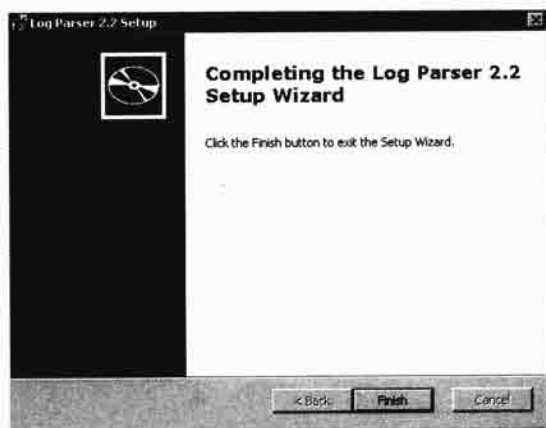 Log Parser 2.2 Setup
Completing the Log Parser 2.2
Setup Wizard
Click the Finish button to exit the Setup Wizard.
< Back
Finish
Cancel